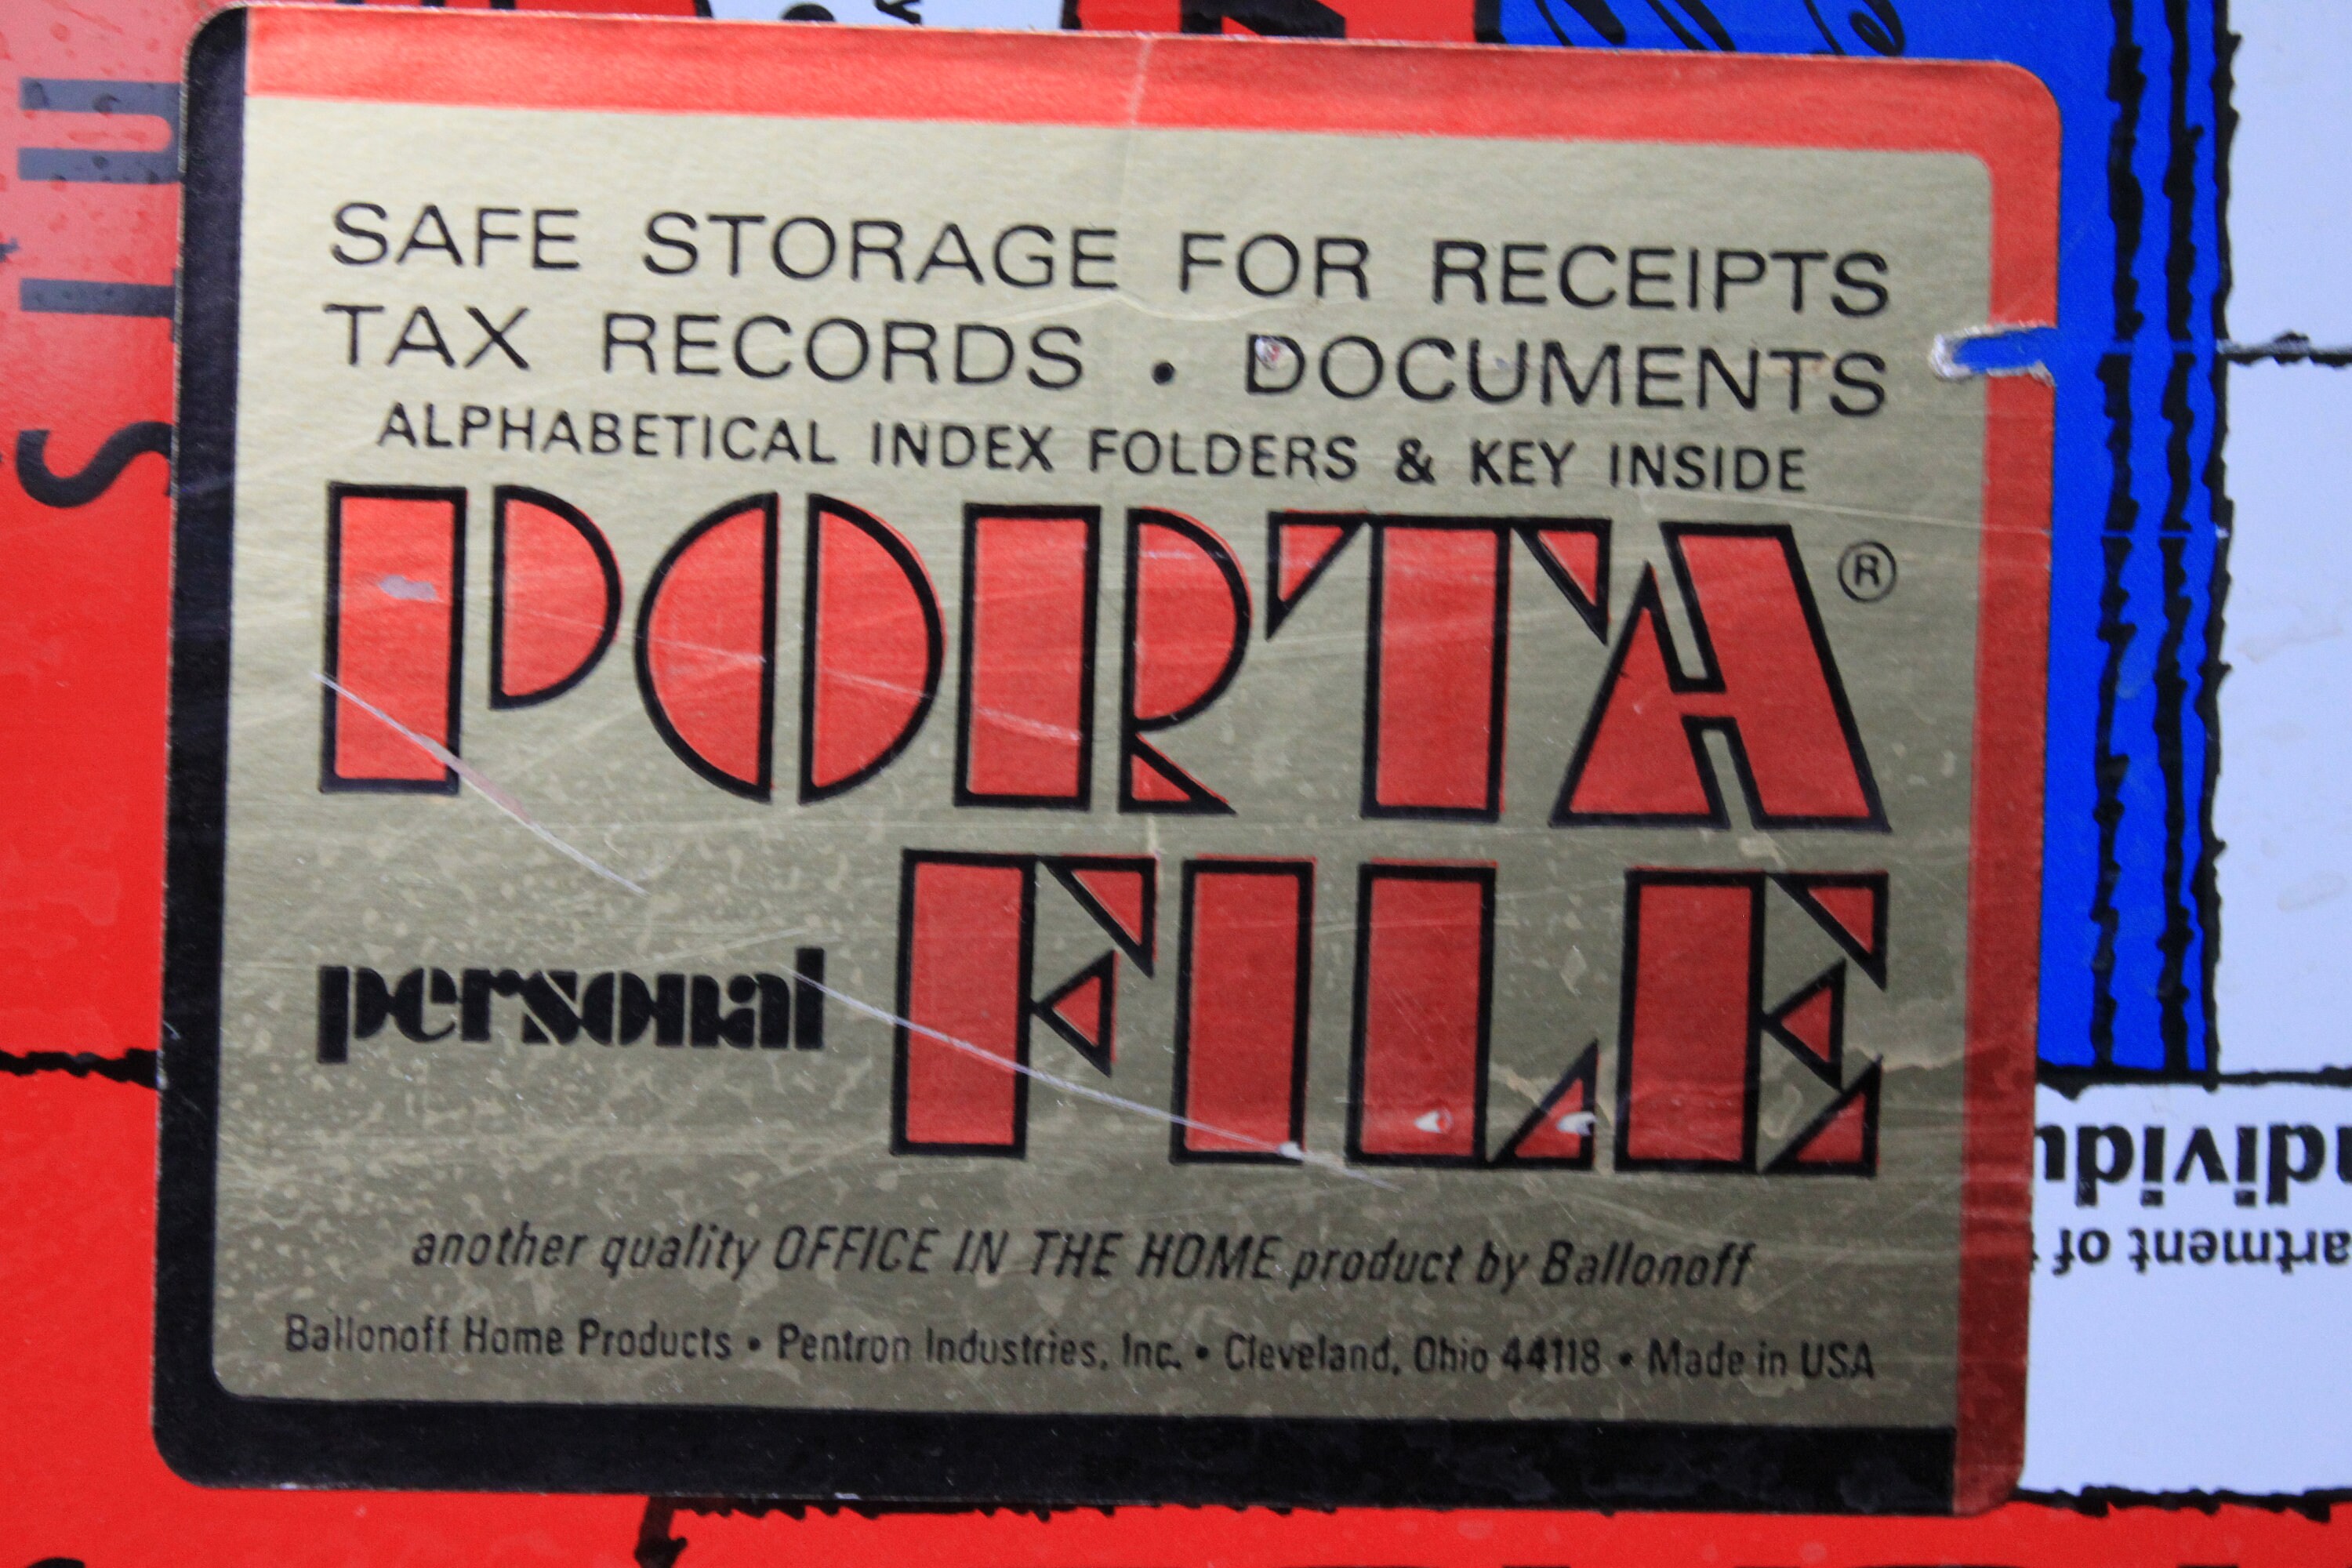 SAFE STORAGE FOR RECEIPTS
TAX RECORDS • DOCUMENTS
ALPHABETICAL INDEX FOLDERS & KEY INSIDE
PORTA®
personal FILE
another quality OFFICE IN THE HOME product by Ballonoff
Ballonoff Home Products • Pentron Industries, Inc. • Cleveland, Ohio 44118 • Made in USA